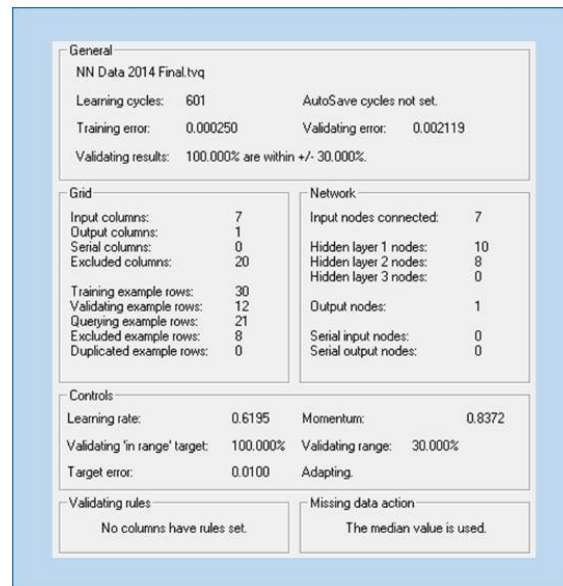 General
NN Data 2014 Final.tvq
Learning cycles: 601 AutoSave cycles not set.
Training error: 0.000250 Validating error: 0.002119
Validating results: 100.000% are within +/- 30.000%.
Grid
Input columns: 7
Output columns: 1
Serial columns: 0
Excluded columns: 20
Training example rows: 30
Validating example rows: 12
Querying example rows: 21
Excluded example rows: 8
Duplicated example rows: 0
Network
Input nodes connected: 7
Hidden layer 1 nodes: 10
Hidden layer 2 nodes: 8
Hidden layer 3 nodes: 0
Output nodes: 1
Serial input nodes: 0
Serial output nodes: 0
Controls
Learning rate: 0.6195 Momentum: 0.8372
Validating 'in range' target: 100.000% Validating range: 30.000%
Target error: 0.0100 Adapting.
Validating rules
No columns have rules set.
Missing data action
The median value is used.